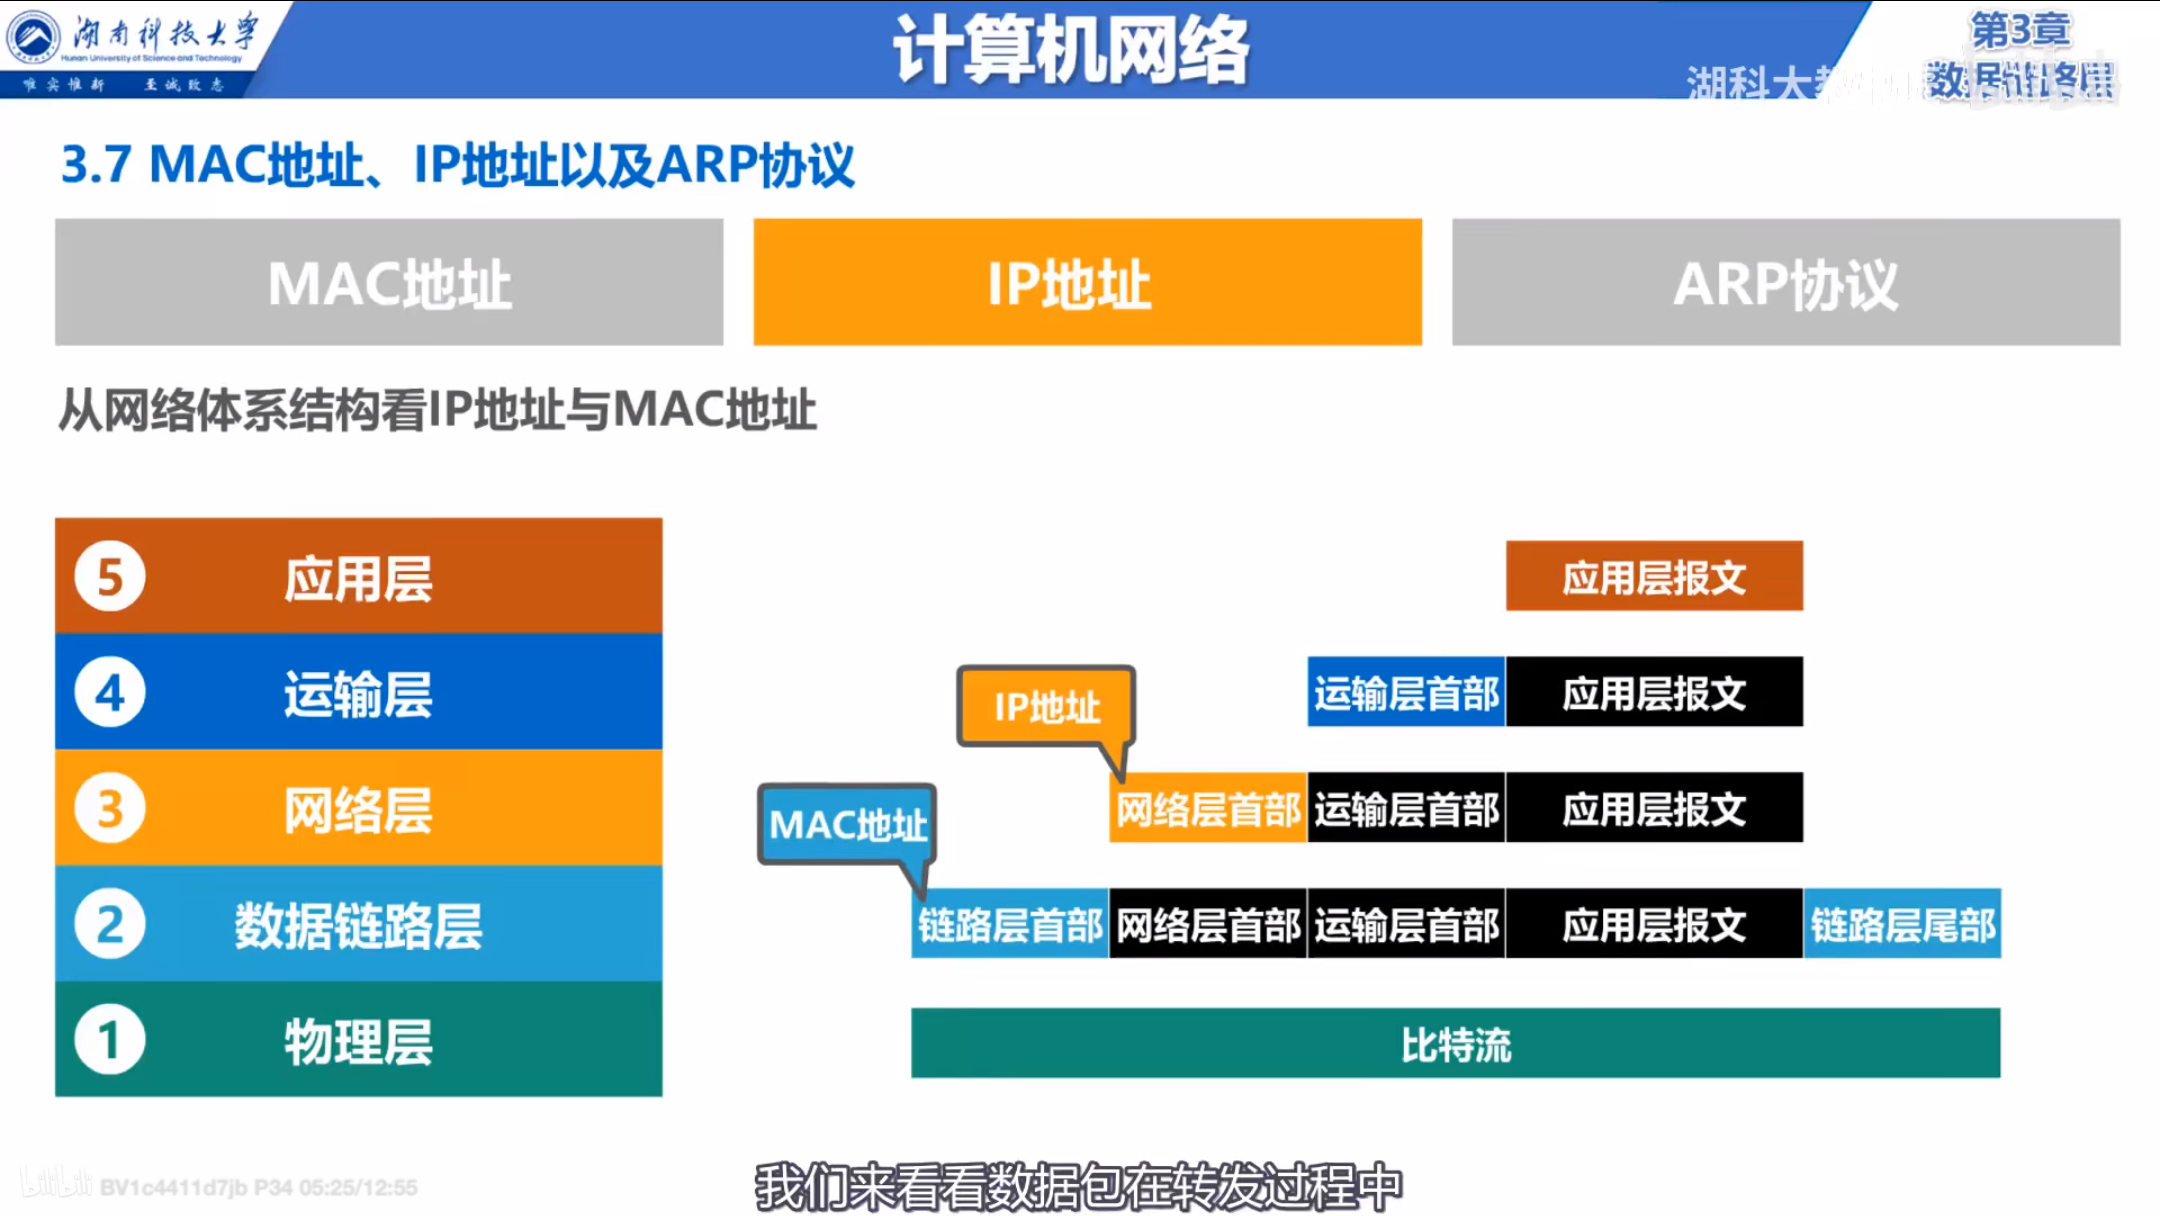 湖南科技大学
Hunan University of Science and Technology
唯实惟新 至诚致志
计算机网络
第3章
数据链路层
湖科大教
3.7 MAC地址、IP地址以及ARP协议
MAC地址
IP地址
ARP协议
从网络体系结构看IP地址与MAC地址
5 应用层
应用层报文
4 运输层
运输层首部 应用层报文
IP地址
3 网络层
网络层首部 运输层首部 应用层报文
MAC地址
2 数据链路层
链路层首部 网络层首部 运输层首部 应用层报文 链路层尾部
1 物理层
比特流
bilibili BV1c4411d7jb P34 05:25/12:55
我们来看看数据包在转发过程中